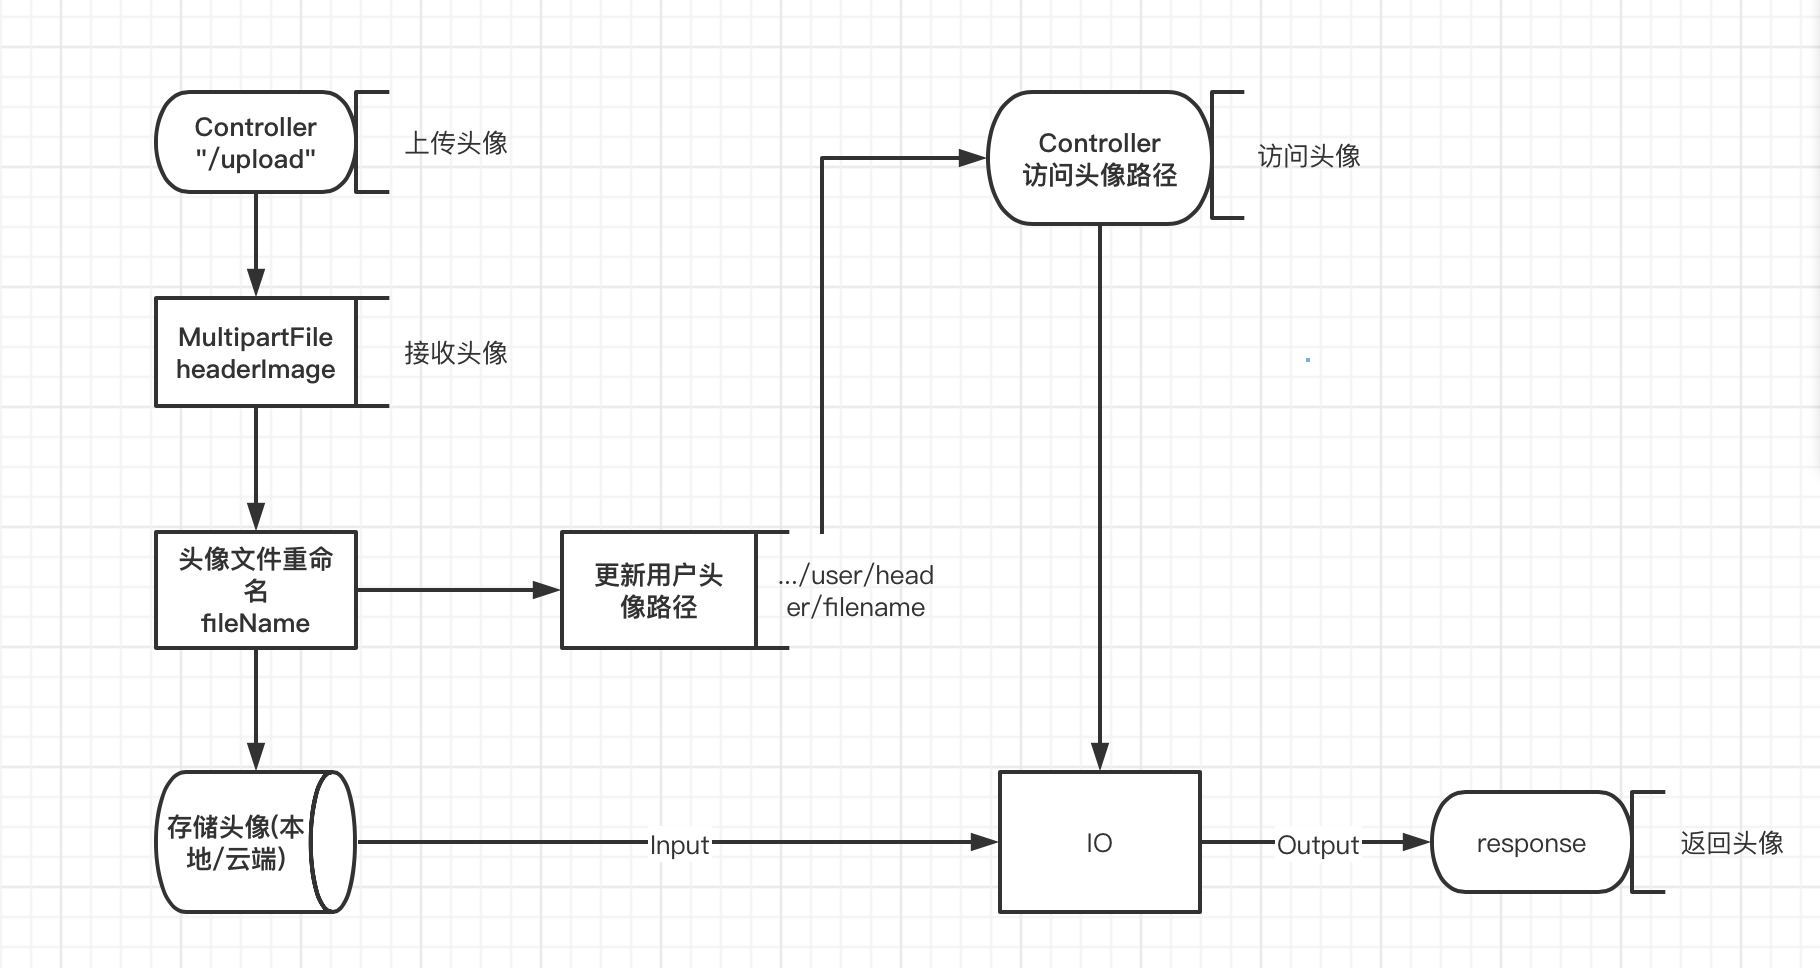 Controller
"/upload"
上传头像
Controller
访问头像路径
访问头像
MultipartFile
headerImage
接收头像
头像文件重命
名
fileName
更新用户头
像路径
.../user/head
er/filename
存储头像(本
地/云端)
Input
IO
Output
response
返回头像